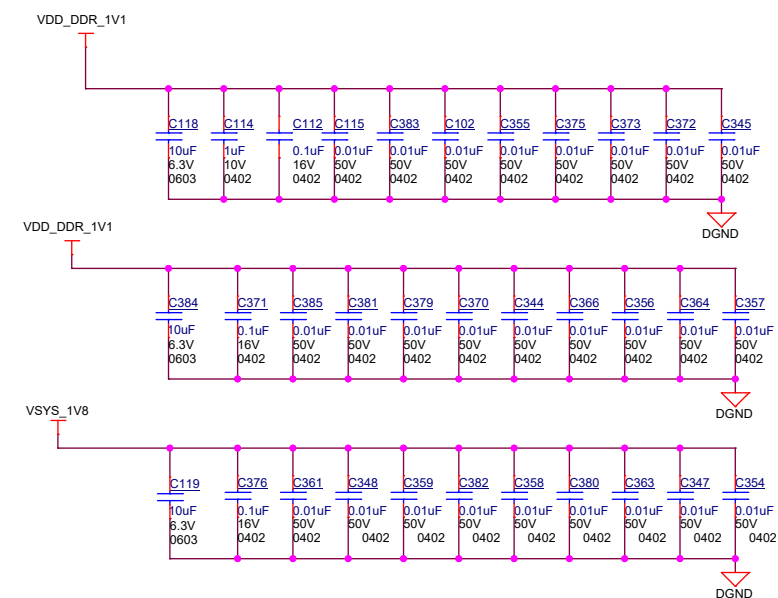 VDD_DDR_1V1
C118 C114 C112 C115 C383 C102 C355 C375 C373 C372 C345
10uF 1uF 0.1uF 0.01uF 0.01uF 0.01uF 0.01uF 0.01uF 0.01uF 0.01uF 0.01uF
6.3V 10V 16V 50V 50V 50V 50V 50V 50V 50V 50V
0603 0402 0402 0402 0402 0402 0402 0402 0402 0402 0402
DGND
VDD_DDR_1V1
C384 C371 C385 C381 C379 C370 C344 C366 C356 C364 C357
10uF 0.1uF 0.01uF 0.01uF 0.01uF 0.01uF 0.01uF 0.01uF 0.01uF 0.01uF 0.01uF
6.3V 16V 50V 50V 50V 50V 50V 50V 50V 50V 50V
0603 0402 0402 0402 0402 0402 0402 0402 0402 0402 0402
DGND
VSYS_1V8
C119 C376 C361 C348 C359 C382 C358 C380 C363 C347 C354
10uF 0.1uF 0.01uF 0.01uF 0.01uF 0.01uF 0.01uF 0.01uF 0.01uF 0.01uF 0.01uF
6.3V 16V 50V 50V 50V 50V 50V 50V 50V 50V 50V
0603 0402 0402 0402 0402 0402 0402 0402 0402 0402 0402
DGND